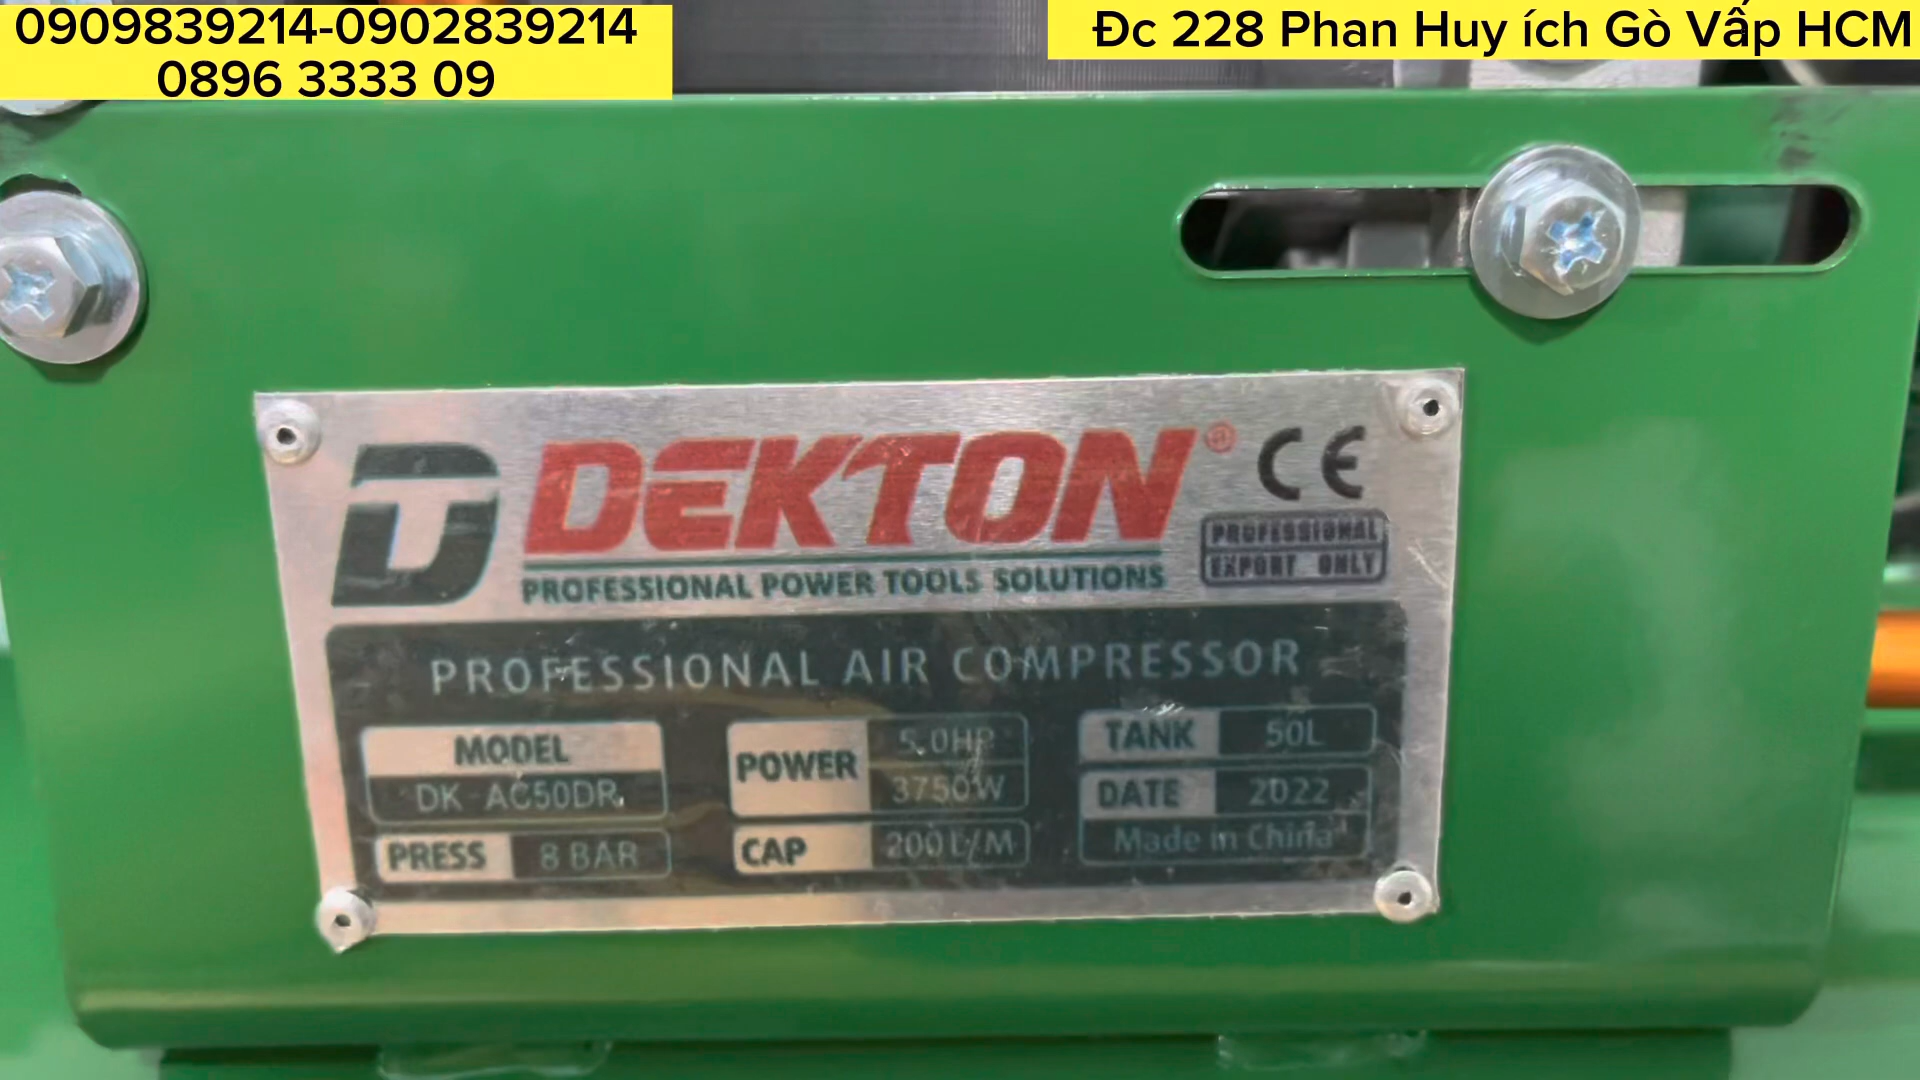 0909839214-0902839214
0896 3333 09
Đc 228 Phan Huy ích Gò Vấp HCM
DEKTON® CE
PROFESSIONAL POWER TOOLS SOLUTIONS
PROFESSIONAL
EXPORT ONLY
PROFESSIONAL AIR COMPRESSOR
MODEL
DK-AC50DR
PRESS 8 BAR
POWER 5.0HP
3750W
CAP 200L/M
TANK 50L
DATE 2022
Made in China